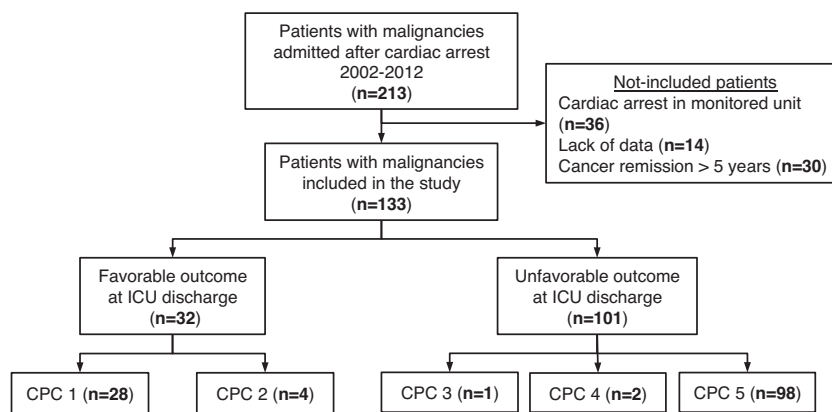 Patients with malignancies
admitted after cardiac arrest
2002-2012
(n=213)
Not-included patients
Cardiac arrest in monitored unit
(n=36)
Lack of data (n=14)
Cancer remission > 5 years (n=30)
Patients with malignancies
included in the study
(n=133)
Favorable outcome
at ICU discharge
(n=32)
Unfavorable outcome
at ICU discharge
(n=101)
CPC 1 (n=28)
CPC 2 (n=4)
CPC 3 (n=1)
CPC 4 (n=2)
CPC 5 (n=98)